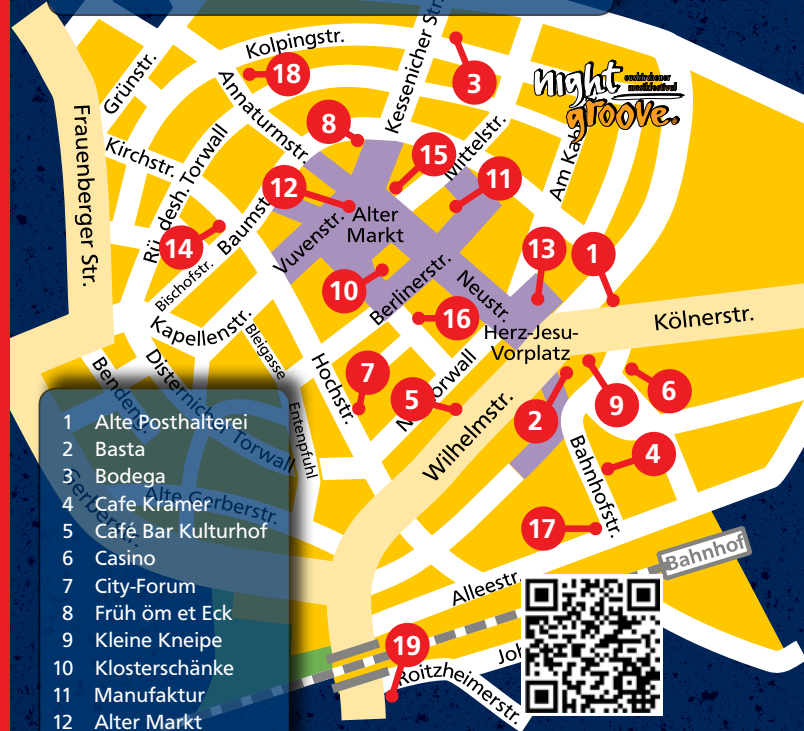 Kolpingstr.
Kessenicher Str.
Grünstr.
18
3
night
euskirchener
musikfestival
groove.
Annaturmstr.
Frauenberger Str.
8
Kirchstr.
Rüdesh. Torwall
15
Mittelstr.
11
12
Alter
Markt
14
Baumstr.
Vuvenstr.
13
1
Bischofstr.
10
Berlinerstr.
Neustr.
16
Herz-Jesu-
Vorplatz
Kölnerstr.
Kapellenstr.
Bleigasse
Hochstr.
7
5
2
9
6
Disternicher Torwall
Entenpfuhl
Wilhelmstr.
Bahnhofstr.
4
Alte Gerberstr.
17
Alleestr.
Bahnhof
19
Roitzheimerstr.
1 Alte Posthalterei
2 Basta
3 Bodega
4 Cafe Kramer
5 Café Bar Kulturhof
6 Casino
7 City-Forum
8 Früh öm et Eck
9 Kleine Kneipe
10 Klosterschänke
11 Manufaktur
12 Alter Markt